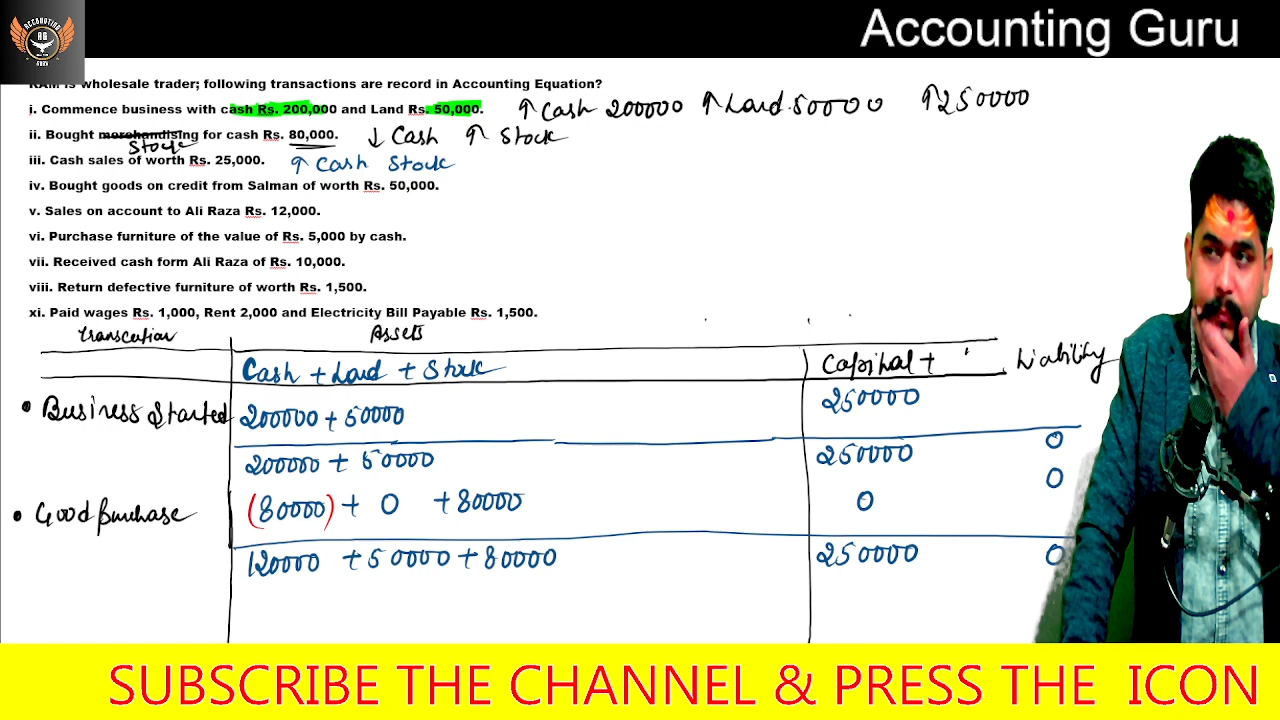 Accounting Guru
ACCOUNTING
AG
GURU
RAM is wholesale trader; following transactions are record in Accounting Equation?
i. Commence business with cash Rs. 200,000 and Land Rs. 50,000. ↑ Cash 200000 ↑ Land 50000 ↑ 250000
ii. Bought merchandising for cash Rs. 80,000. ↓ Cash ↑ Stock
Stock
iii. Cash sales of worth Rs. 25,000. ↑ Cash Stock
iv. Bought goods on credit from Salman of worth Rs. 50,000.
v. Sales on account to Ali Raza Rs. 12,000.
vi. Purchase furniture of the value of Rs. 5,000 by cash.
vii. Received cash form Ali Raza of Rs. 10,000.
viii. Return defective furniture of worth Rs. 1,500.
xi. Paid wages Rs. 1,000, Rent 2,000 and Electricity Bill Payable Rs. 1,500.
Transcation Assets
Cash + Land + Stock Capital + Liability
• Business Started 200000 + 50000 250000
200000 + 50000 250000 0
• Good Purchase (80000) + 0 + 80000 0 0
120000 + 50000 + 80000 250000 0
SUBSCRIBE THE CHANNEL & PRESS THE ICON